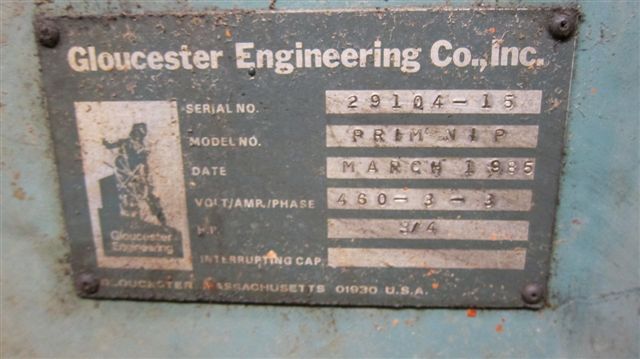 Gloucester Engineering Co., Inc.
SERIAL NO. 29104-15
MODEL NO. PRIM NIP
DATE MARCH 1985
VOLT/AMP./PHASE 460-3-3
H.P. 3/4
INTERRUPTING CAP.
Gloucester
Engineering
GLOUCESTER MASSACHUSETTS 01930 U.S.A.